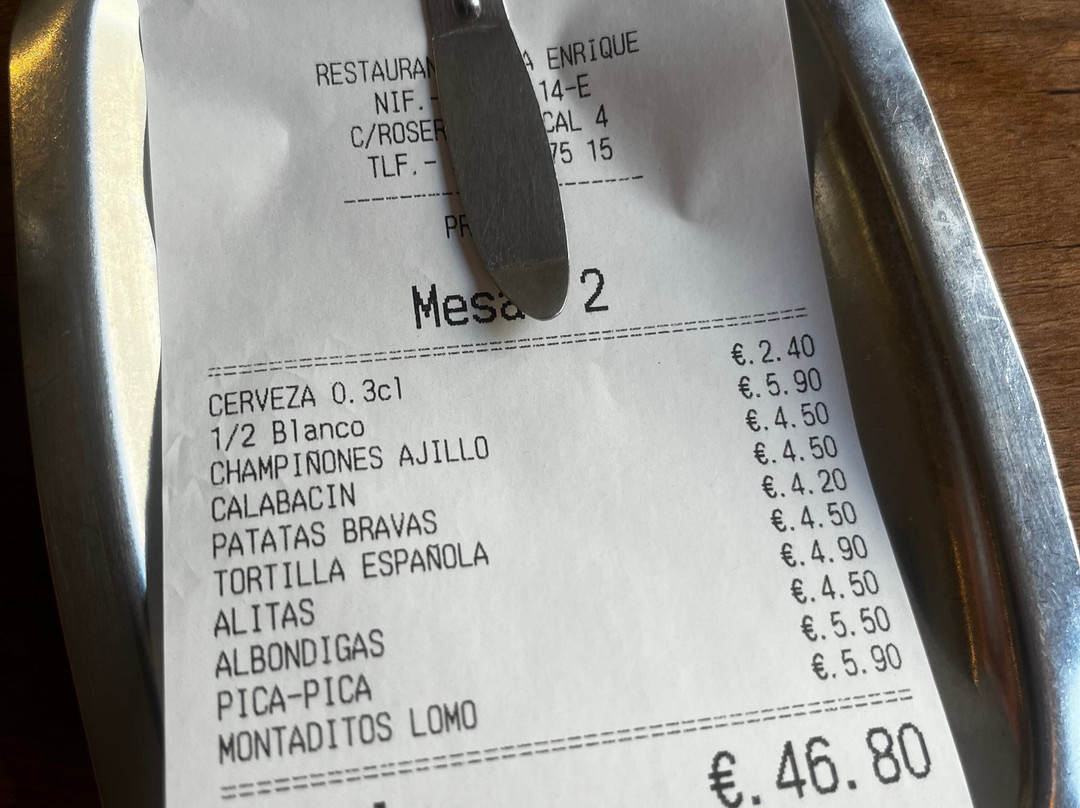 RESTAURAN A ENRIQUE
NIF.- 14-E
C/ROSER CAL 4
TLF.- 75 15
PR
Mesa 2
CERVEZA 0.3cl €.2.40
1/2 Blanco €.5.90
CHAMPIÑONES AJILLO €.4.50
CALABACIN €.4.50
PATATAS BRAVAS €.4.20
TORTILLA ESPAÑOLA €.4.50
ALITAS €.4.90
ALBONDIGAS €.4.50
PICA-PICA €.5.50
MONTADITOS LOMO €.5.90
€.46.80